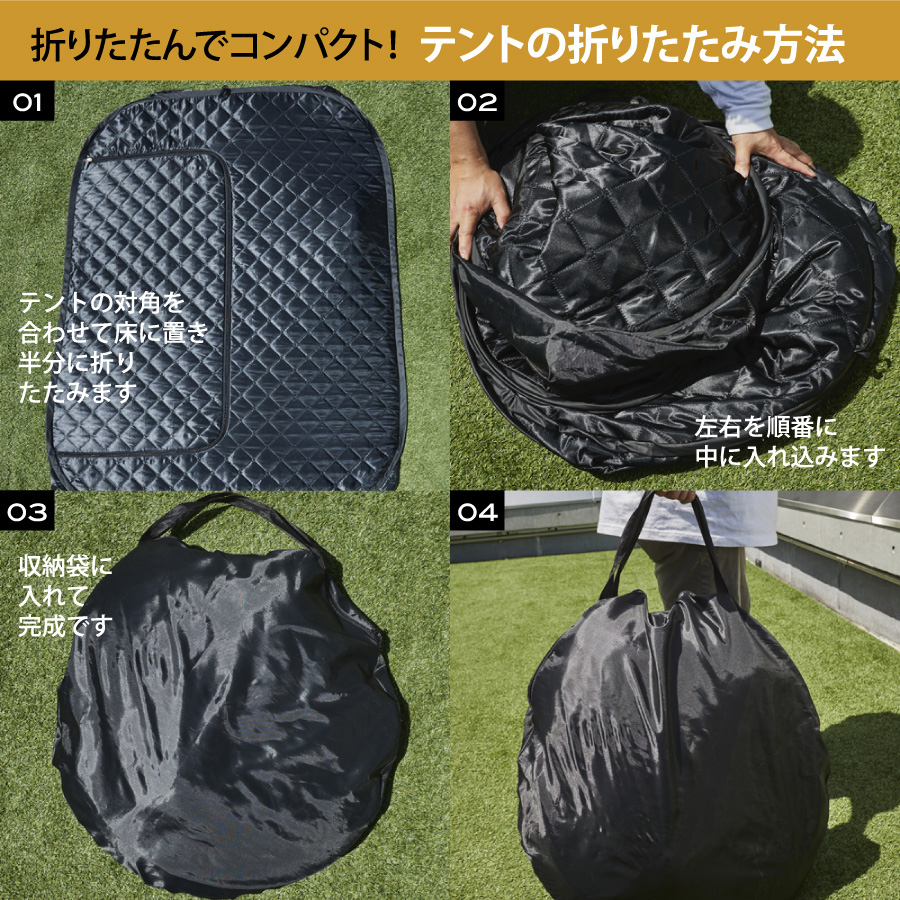 折りたたんでコンパクト! テントの折りたたみ方法
01
テントの対角を
合わせて床に置き
半分に折り
たたみます
02
左右を順番に
中に入れ込みます
03
収納袋に
入れて
完成です
04